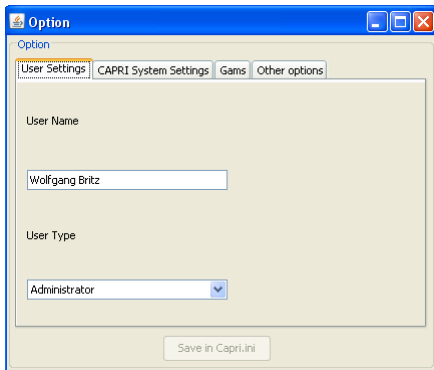 Option
Option
User Settings CAPRI System Settings Gams Other options
User Name
Wolfgang Britz
User Type
Administrator
Save in Capri.ini